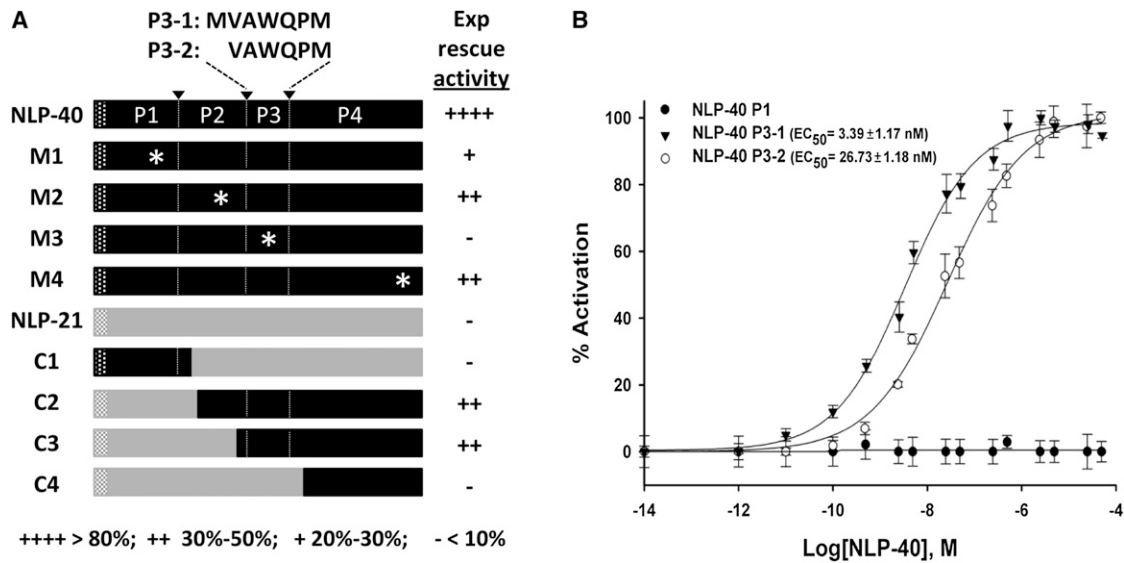 A
P3-1: MVAWQPM
P3-2: VAWQPM
Exp
rescue
activity
NLP-40 P1 P2 P3 P4 ++++
M1 * +
M2 * ++
M3 * -
M4 * ++
NLP-21 -
C1 -
C2 ++
C3 ++
C4 -
++++ > 80%; ++ 30%-50%; + 20%-30%; - < 10%
B
NLP-40 P1
NLP-40 P3-1 (EC50= 3.39±1.17 nM)
NLP-40 P3-2 (EC50= 26.73±1.18 nM)
% Activation
100
80
60
40
20
0
-14 -12 -10 -8 -6 -4
Log[NLP-40], M